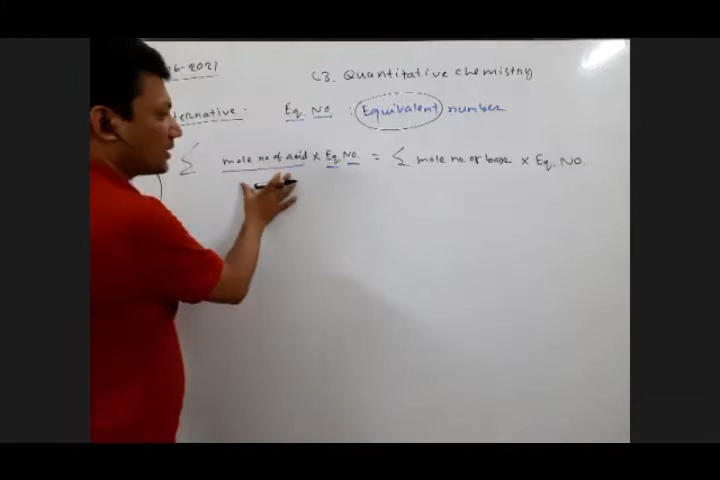 6-2021
C3. Quantitative chemistry
ternative: Eq. No : Equivalent number
∑ mole no. of acid × Eq. No. = ∑ mole no. of base × Eq. No.